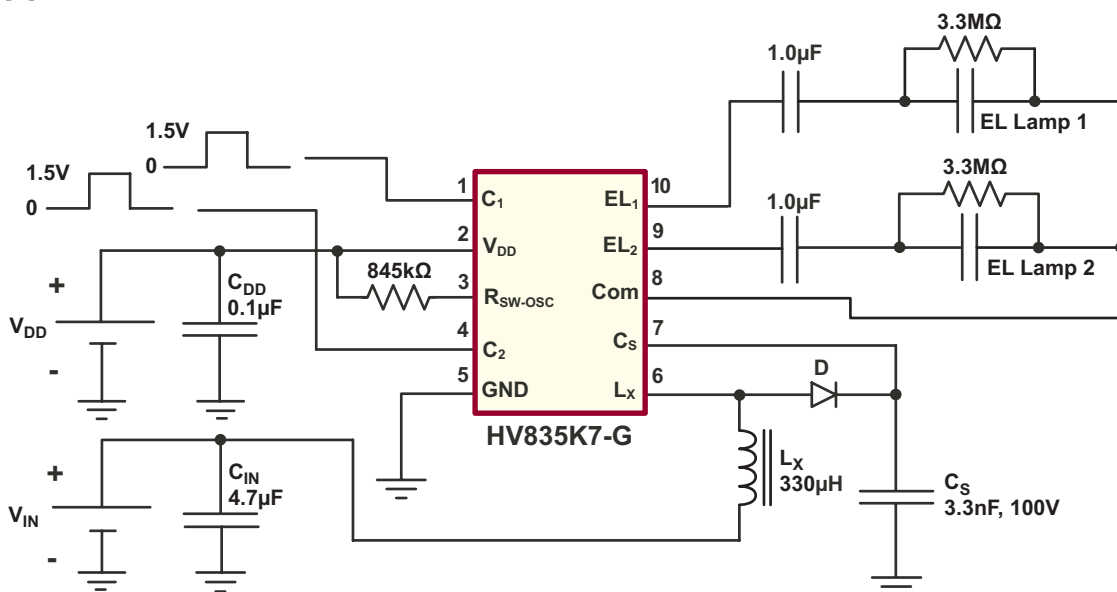 3.3MΩ
1.0µF
EL Lamp 1
1.5V
0
1.5V
0
3.3MΩ
1.0µF
EL Lamp 2
1
C1
EL1
10
2
VDD
EL2
9
845kΩ
3
RSW-OSC
Com
8
4
C2
CS
7
5
GND
LX
6
HV835K7-G
+
VDD
-
CDD
0.1µF
D
+
VIN
-
CIN
4.7µF
LX
330µH
CS
3.3nF, 100V